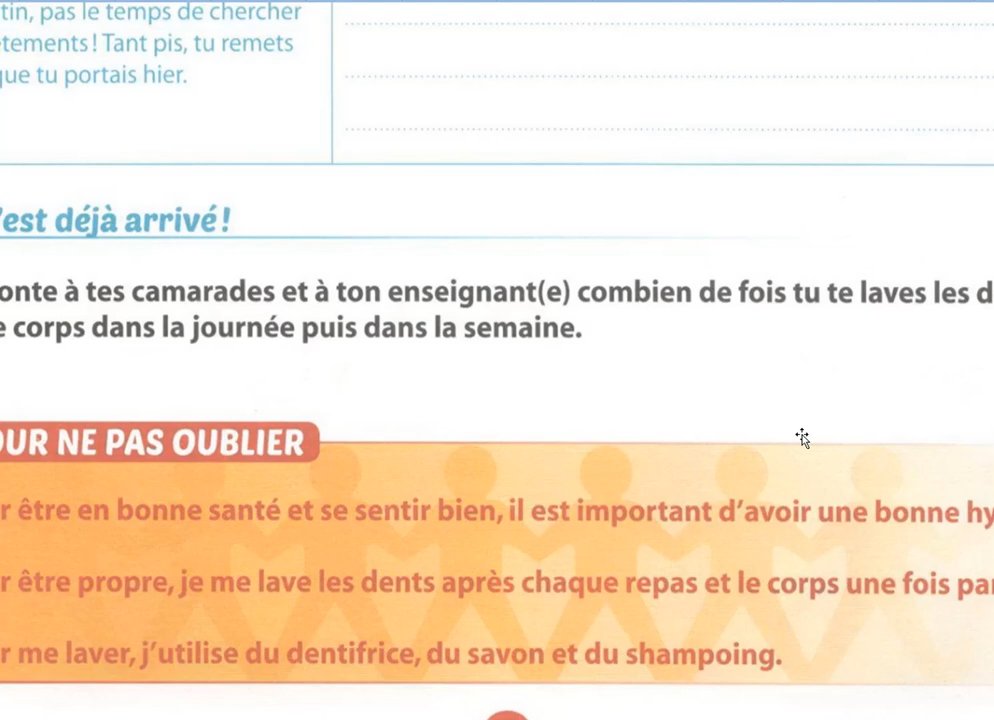 tin, pas le temps de chercher
tements ! Tant pis, tu remets
que tu portais hier.
'est déjà arrivé !
onte à tes camarades et à ton enseignant(e) combien de fois tu te laves les d
e corps dans la journée puis dans la semaine.
OUR NE PAS OUBLIER
r être en bonne santé et se sentir bien, il est important d'avoir une bonne hy
r être propre, je me lave les dents après chaque repas et le corps une fois par
r me laver, j'utilise du dentifrice, du savon et du shampoing.